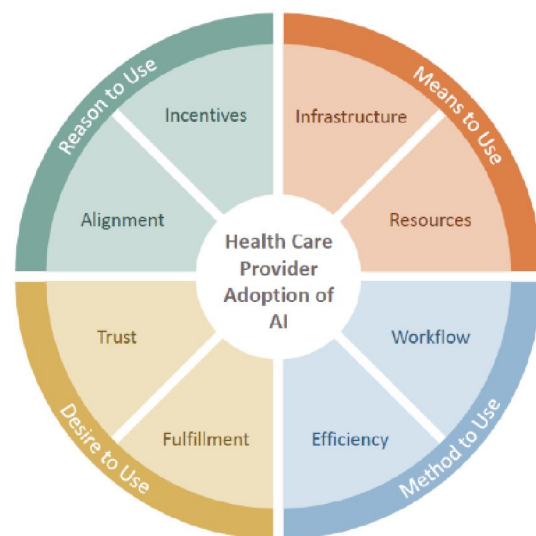 Reason to Use
Means to Use
Incentives
Infrastructure
Alignment
Resources
Health Care
Provider
Adoption of
AI
Trust
Workflow
Fulfillment
Efficiency
Desire to Use
Method to Use